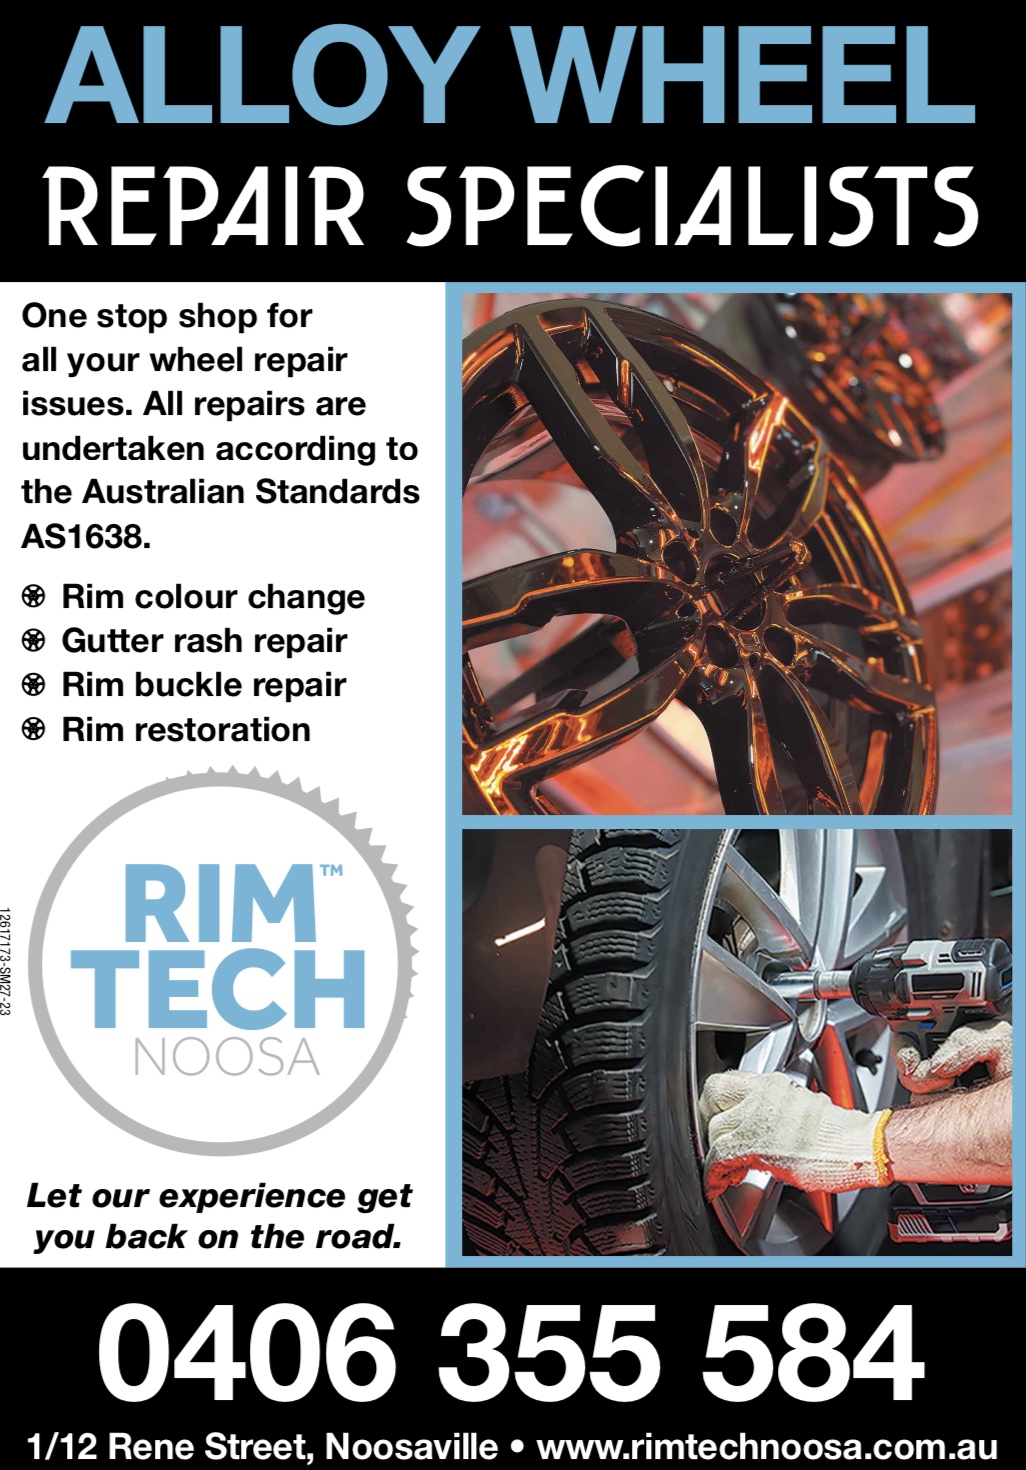 ALLOY WHEEL
REPAIR SPECIALISTS
One stop shop for
all your wheel repair
issues. All repairs are
undertaken according to
the Australian Standards
AS1638.
Rim colour change
Gutter rash repair
Rim buckle repair
Rim restoration
RIM™
TECH
NOOSA
12617173-SM27-23
Let our experience get
you back on the road.
0406 355 584
1/12 Rene Street, Noosaville • www.rimtechnoosa.com.au